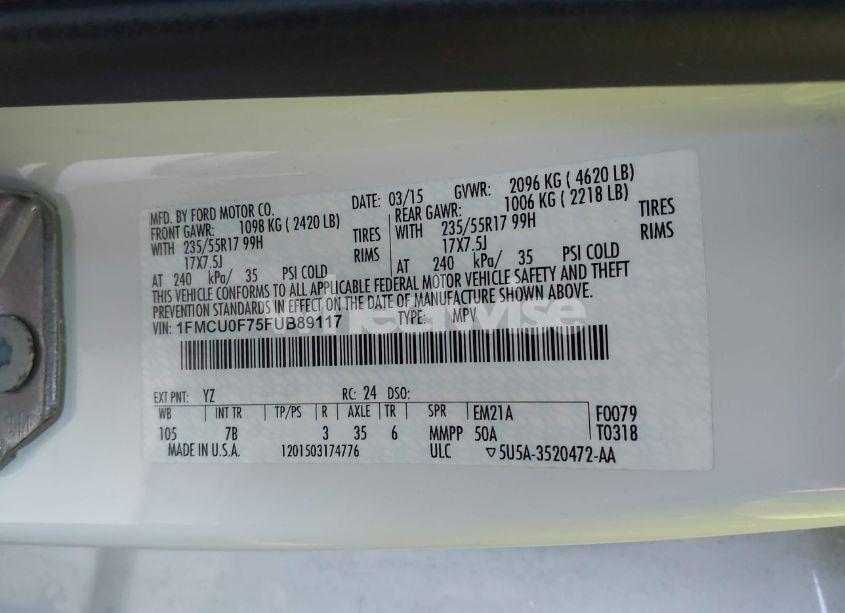 MFD. BY FORD MOTOR CO.
DATE: 03/15
GVWR: 2096 KG ( 4620 LB)
FRONT GAWR: 1098 KG ( 2420 LB)
REAR GAWR: 1006 KG ( 2218 LB)
WITH 235/55R17 99H TIRES
WITH 235/55R17 99H TIRES
17X7.5J RIMS
17X7.5J RIMS
AT 240 kPa/ 35 PSI COLD
AT 240 kPa/ 35 PSI COLD
THIS VEHICLE CONFORMS TO ALL APPLICABLE FEDERAL MOTOR VEHICLE SAFETY AND THEFT
PREVENTION STANDARDS IN EFFECT ON THE DATE OF MANUFACTURE SHOWN ABOVE.
VIN: 1FMCU0F75FUB89117
TYPE: MPV
EXT PNT: YZ RC: 24 DSO:
WB INT TR TP/PS R AXLE TR SPR EM21A F0079
105 7B 3 35 6 MMPP 50A T0318
MADE IN U.S.A. 1201503174776 ULC ▽5U5A-3520472-AA